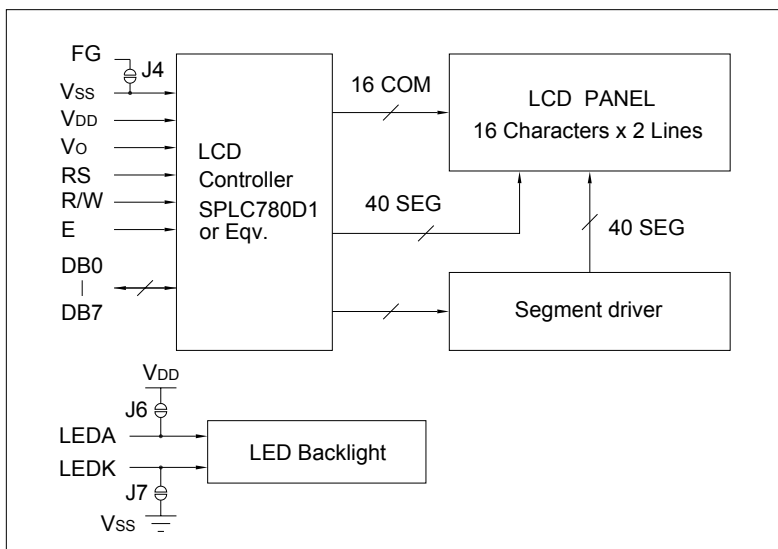 FG
J4
VSS
VDD
VO
RS
R/W
E
DB0
|
DB7
LCD
Controller
SPLC780D1
or Eqv.
16 COM
40 SEG
LCD PANEL
16 Characters x 2 Lines
40 SEG
Segment driver
VDD
J6
LEDA
LEDK
J7
VSS
LED Backlight